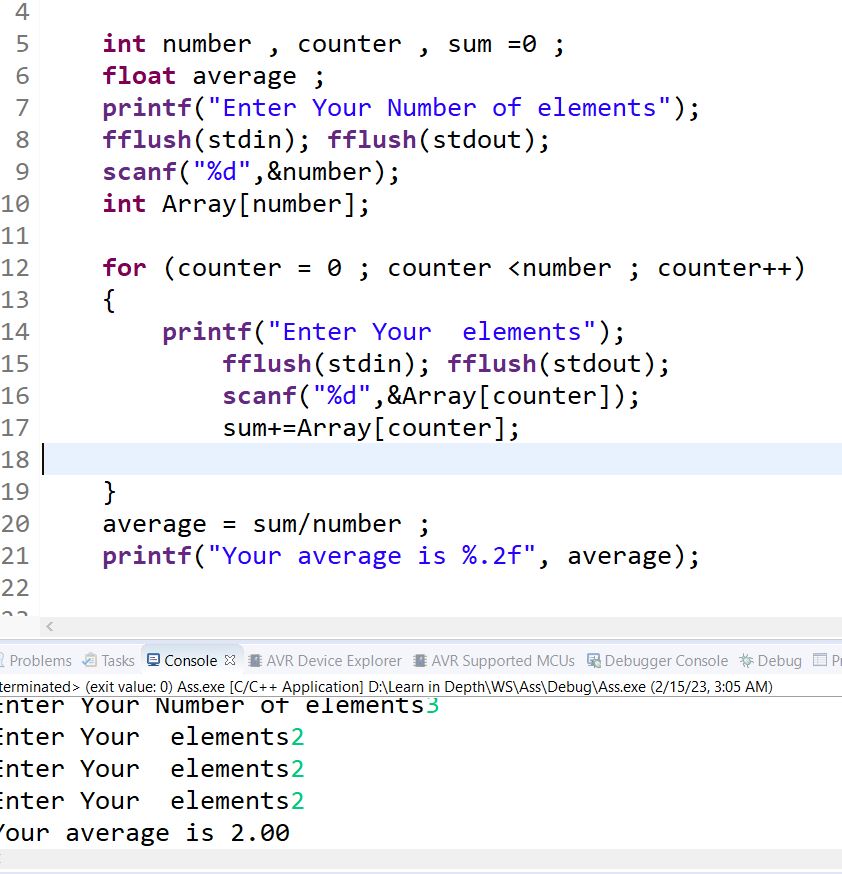 4
5 int number , counter , sum =0 ;
6 float average ;
7 printf("Enter Your Number of elements");
8 fflush(stdin); fflush(stdout);
9 scanf("%d",&number);
10 int Array[number];
11
12 for (counter = 0 ; counter <number ; counter++)
13 {
14 printf("Enter Your  elements");
15 fflush(stdin); fflush(stdout);
16 scanf("%d",&Array[counter]);
17 sum+=Array[counter];
18
19 }
20 average = sum/number ;
21 printf("Your average is %.2f", average);
22
Problems Tasks Console AVR Device Explorer AVR Supported MCUs Debugger Console Debug
terminated> (exit value: 0) Ass.exe [C/C++ Application] D:\Learn in Depth\WS\Ass\Debug\Ass.exe (2/15/23, 3:05 AM)
Enter Your Number of elements3
Enter Your  elements2
Enter Your  elements2
Enter Your  elements2
Your average is 2.00